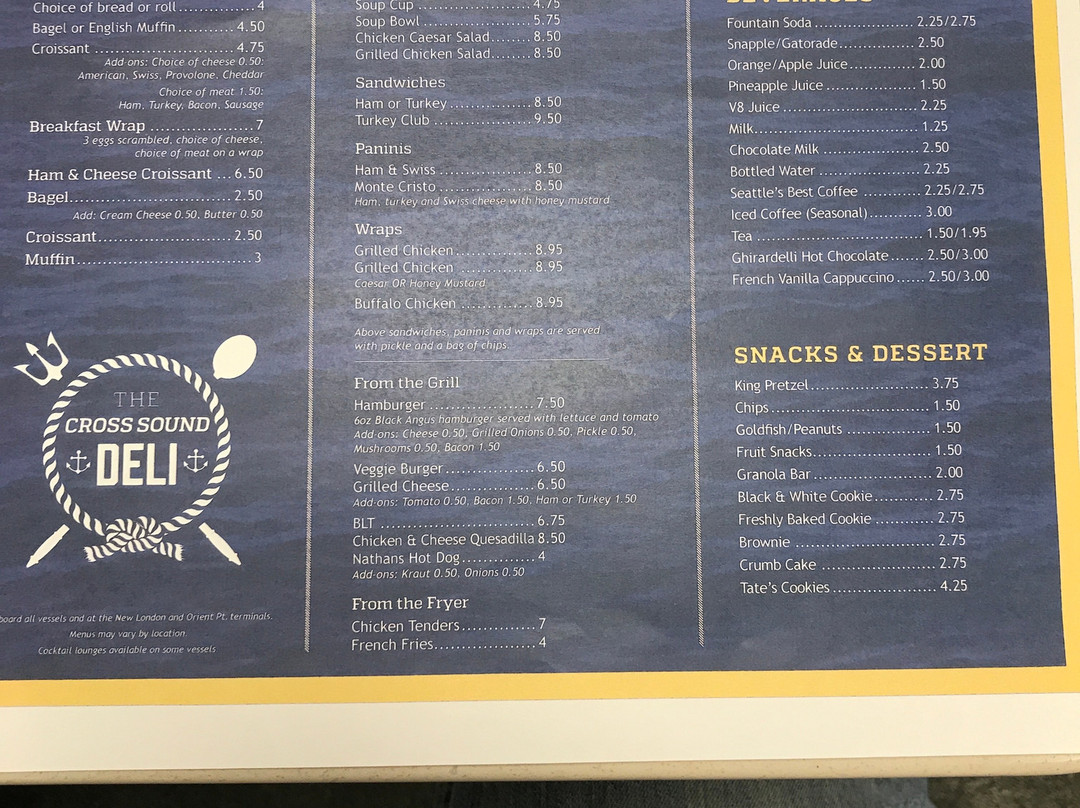 Choice of bread or roll.................4
Bagel or English Muffin...........4.50
Croissant ............................4.75
Add-ons: Choice of cheese 0.50:
American, Swiss, Provolone, Cheddar
Choice of meat 1.50:
Ham, Turkey, Bacon, Sausage
Breakfast Wrap ....................7
3 eggs scrambled, choice of cheese,
choice of meat on a wrap
Ham & Cheese Croissant ...6.50
Bagel................................2.50
Add: Cream Cheese 0.50, Butter 0.50
Croissant..........................2.50
Muffin..................................3
THE
CROSS SOUND
DELI
board all vessels and at the New London and Orient Pt. terminals.
Menus may vary by location
Cocktail lounges available on some vessels
Soup Cup .......................4.75
Soup Bowl ......................5.75
Chicken Caesar Salad........8.50
Grilled Chicken Salad........8.50
Sandwiches
Ham or Turkey.................8.50
Turkey Club ....................9.50
Paninis
Ham & Swiss ...................8.50
Monte Cristo ...................8.50
Ham, turkey and Swiss cheese with honey mustard
Wraps
Grilled Chicken................8.95
Grilled Chicken ...............8.95
Caesar OR Honey Mustard
Buffalo Chicken ...............8.95
Above sandwiches, paninis and wraps are served
with pickle and a bag of chips.
From the Grill
Hamburger .....................7.50
6oz Black Angus hamburger served with lettuce and tomato
Add-ons: Cheese 0.50, Grilled Onions 0.50, Pickle 0.50,
Mushrooms 0.50, Bacon 1.50
Veggie Burger..................6.50
Grilled Cheese.................6.50
Add-ons: Tomato 0.50, Bacon 1.50, Ham or Turkey 1.50
BLT ...............................6.75
Chicken & Cheese Quesadilla 8.50
Nathans Hot Dog...............4
Add-ons: Kraut 0.50, Onions 0.50
From the Fryer
Chicken Tenders...............7
French Fries....................4
BEVERAGES
Fountain Soda .....................2.25/2.75
Snapple/Gatorade...............2.50
Orange/Apple Juice.............2.00
Pineapple Juice ..................1.50
V8 Juice ...........................2.25
Milk.................................1.25
Chocolate Milk ...................2.50
Bottled Water ....................2.25
Seattle's Best Coffee ...........2.25/2.75
Iced Coffee (Seasonal)..........3.00
Tea .................................1.50/1.95
Ghirardelli Hot Chocolate.......2.50/3.00
French Vanilla Cappuccino......2.50/3.00
SNACKS & DESSERT
King Pretzel.......................3.75
Chips...............................1.50
Goldfish/Peanuts ................1.50
Fruit Snacks.......................1.50
Granola Bar .......................2.00
Black & White Cookie...........2.75
Freshly Baked Cookie ...........2.75
Brownie ...........................2.75
Crumb Cake ......................2.75
Tate's Cookies....................4.25